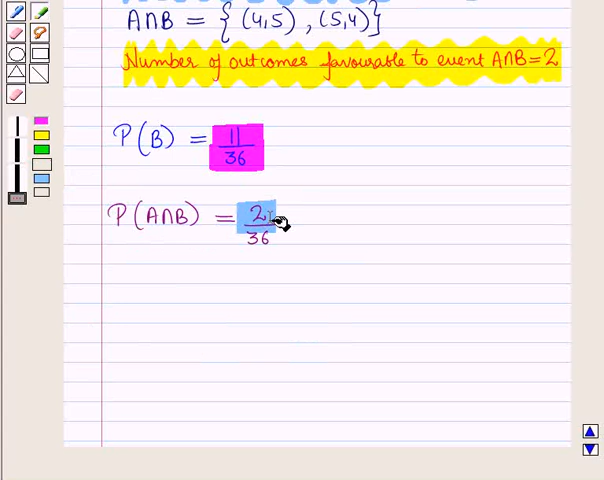 A∩B = { (4,5) , (5,4)}
Number of outcomes favourable to event A∩B=2
P(B) = 11/36
P(A∩B) = 2/36